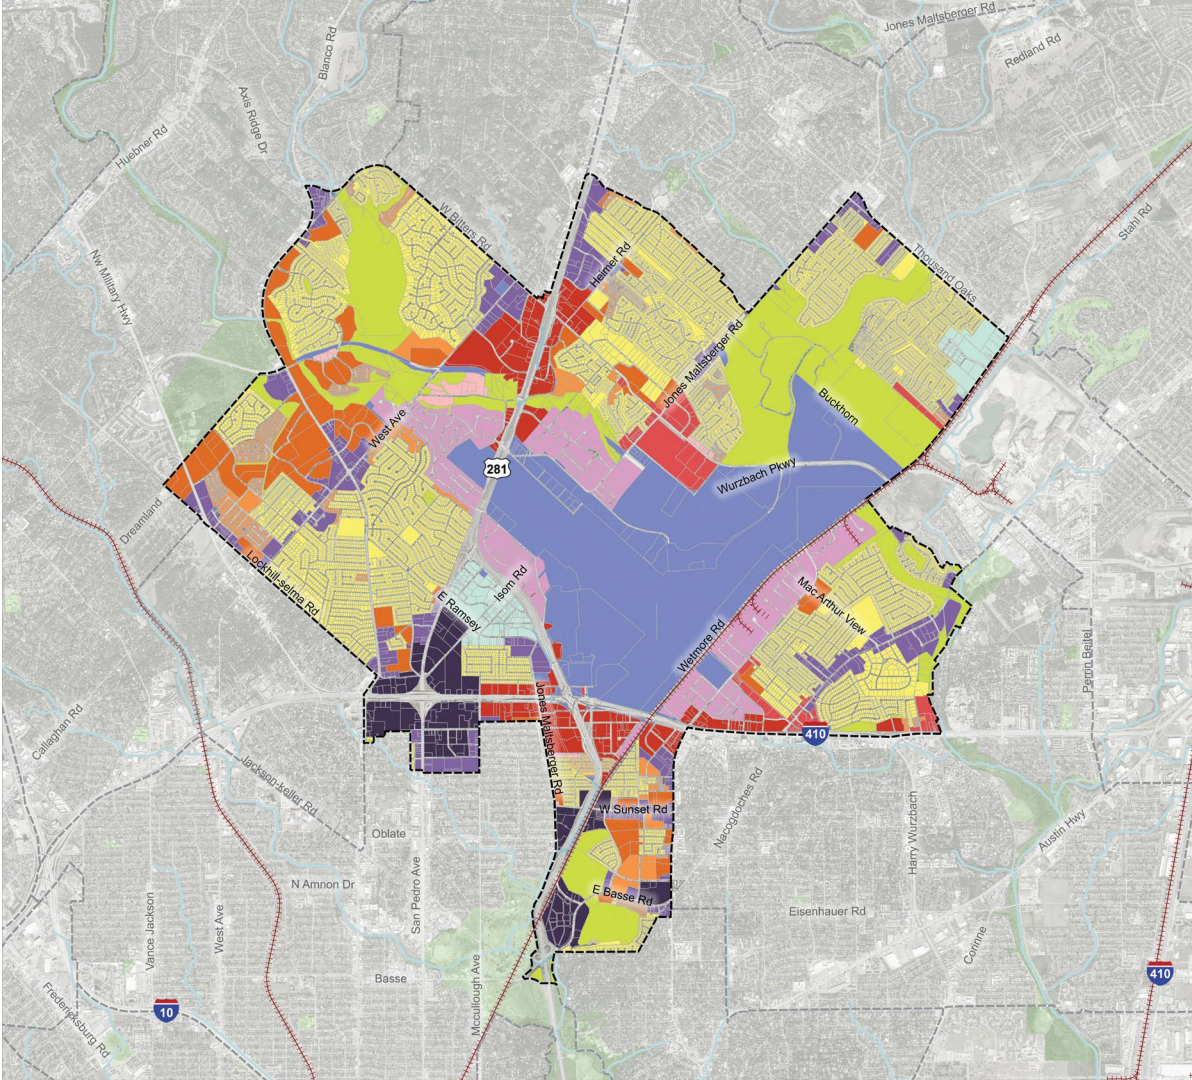 Jones Maltsberger Rd
Redland Rd
Blanco Rd
Axis Ridge Dr
Huebner Rd
Stahl Rd
W Bitters Rd
Thousand Oaks
Nw Military Hwy
Heimer Rd
Jones Maltsberger Rd
Buckhorn
West Ave
281
Wurzbach Pkwy
Dreamland
Lockhill-selma Rd
Isom Rd
E Ramsey
Mac Arthur View
Wetmore Rd
Perrin Beitel
Jones Maltsberger Rd
410
Callaghan Rd
Jackson-keller Rd
W Sunset Rd
Nacogdoches Rd
Harry Wurzbach
Austin Hwy
Oblate
N Amnon Dr
San Pedro Ave
E Basse Rd
Eisenhauer Rd
Vance Jackson
West Ave
Corinne
Basse
Mccullough Ave
410
10
Fredericksburg Rd